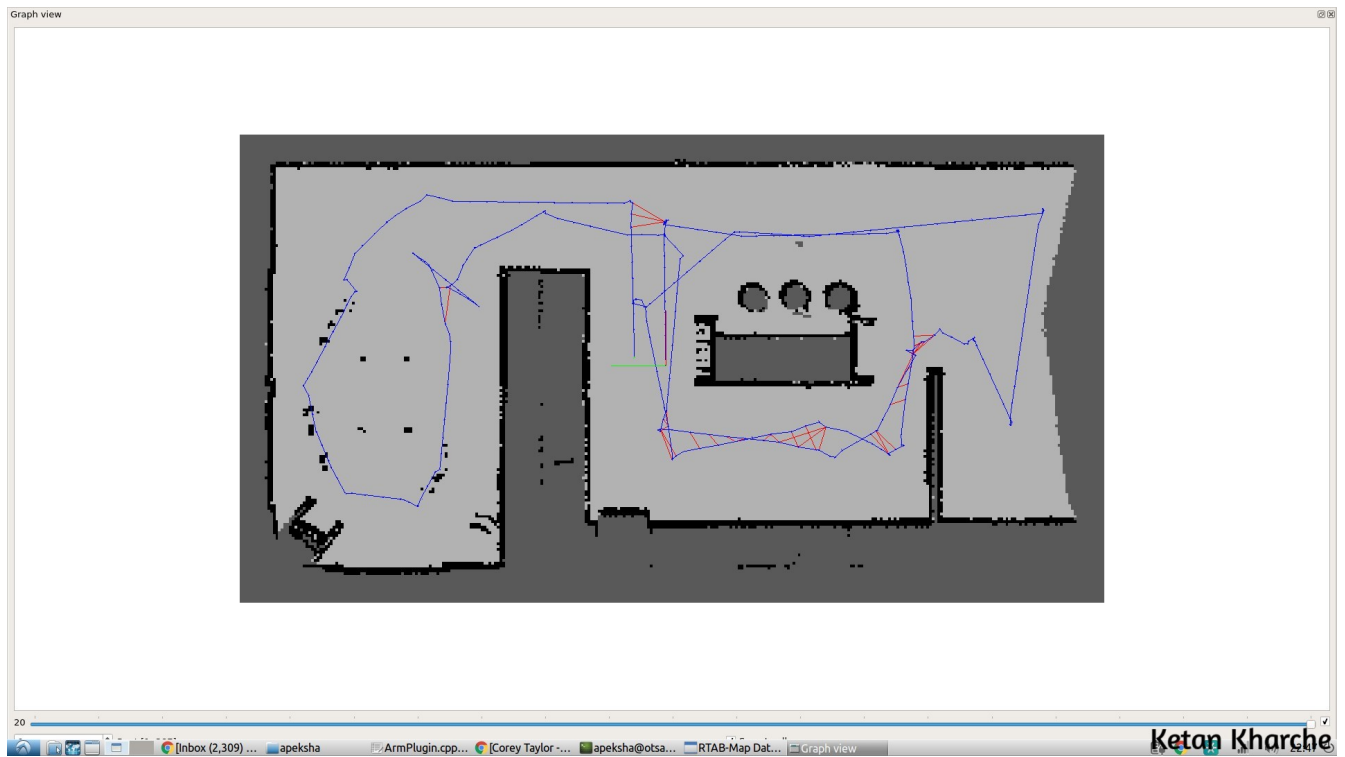 Graph view
20
[Inbox (2,309) ... apeksha ArmPlugin.cpp... [Corey Taylor -... apeksha@otsa... RTAB-Map Dat... Graph view
Ketan Kharche